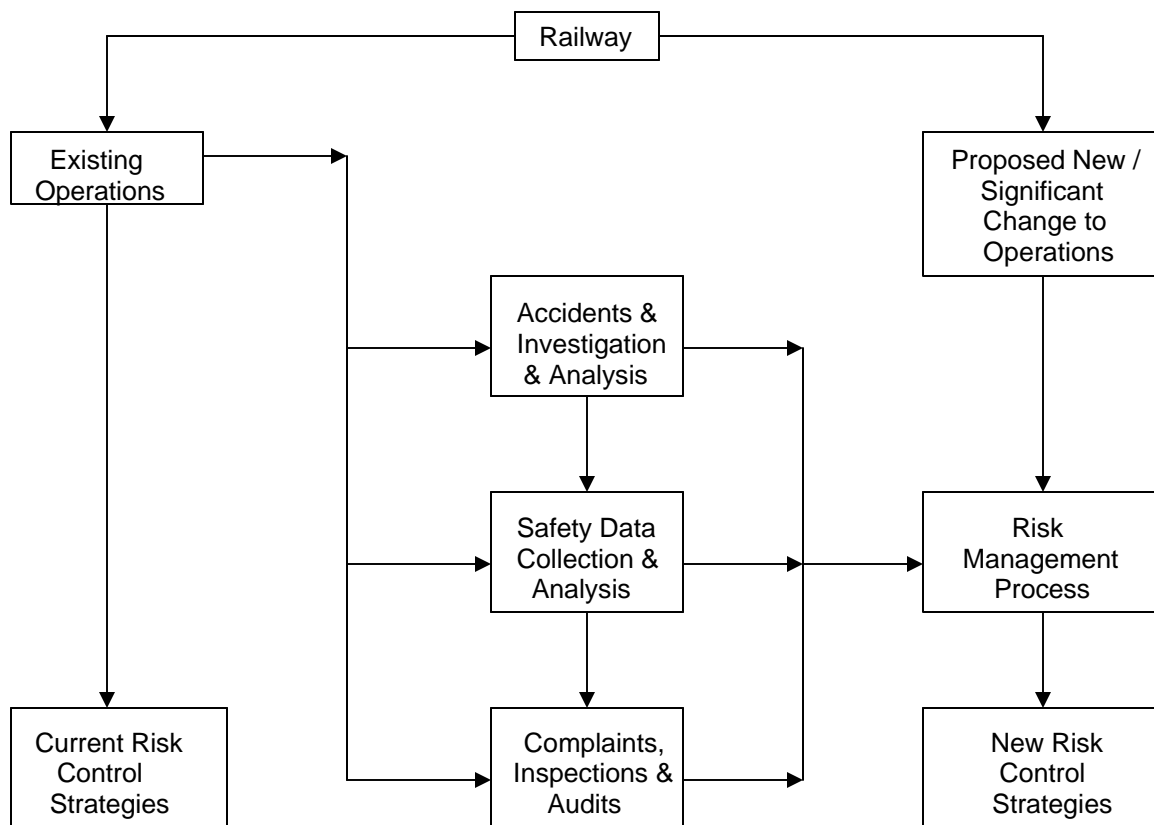 Railway
Existing
Operations
Proposed New /
Significant
Change to
Operations
Accidents &
Investigation
& Analysis
Safety Data
Collection &
Analysis
Risk
Management
Process
Current Risk
Control
Strategies
Complaints,
Inspections &
Audits
New Risk
Control
Strategies